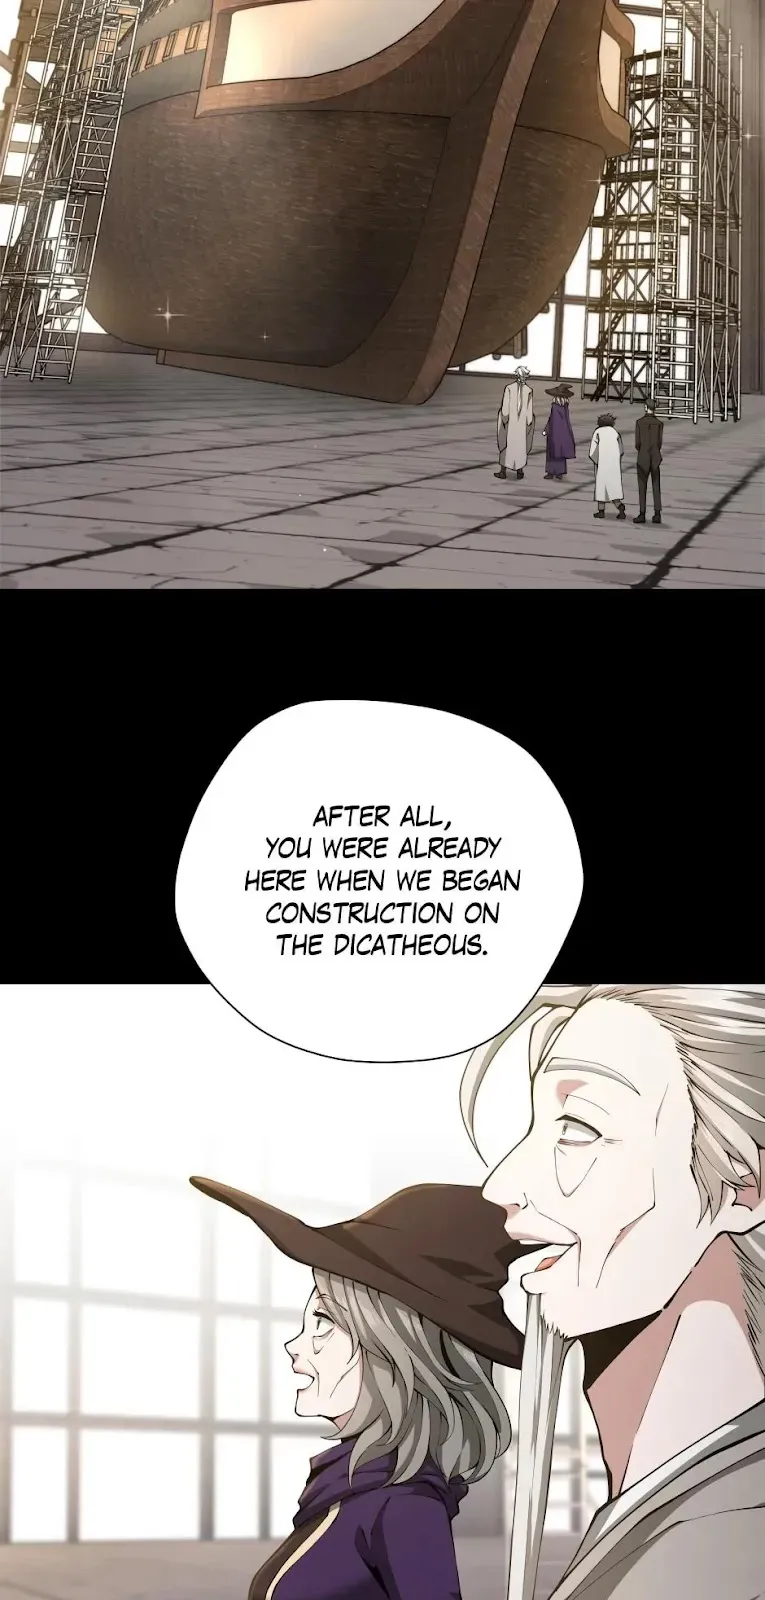 AFTER ALL,
YOU WERE ALREADY
HERE WHEN WE BEGAN
CONSTRUCTION ON
THE DICATHEOUS.